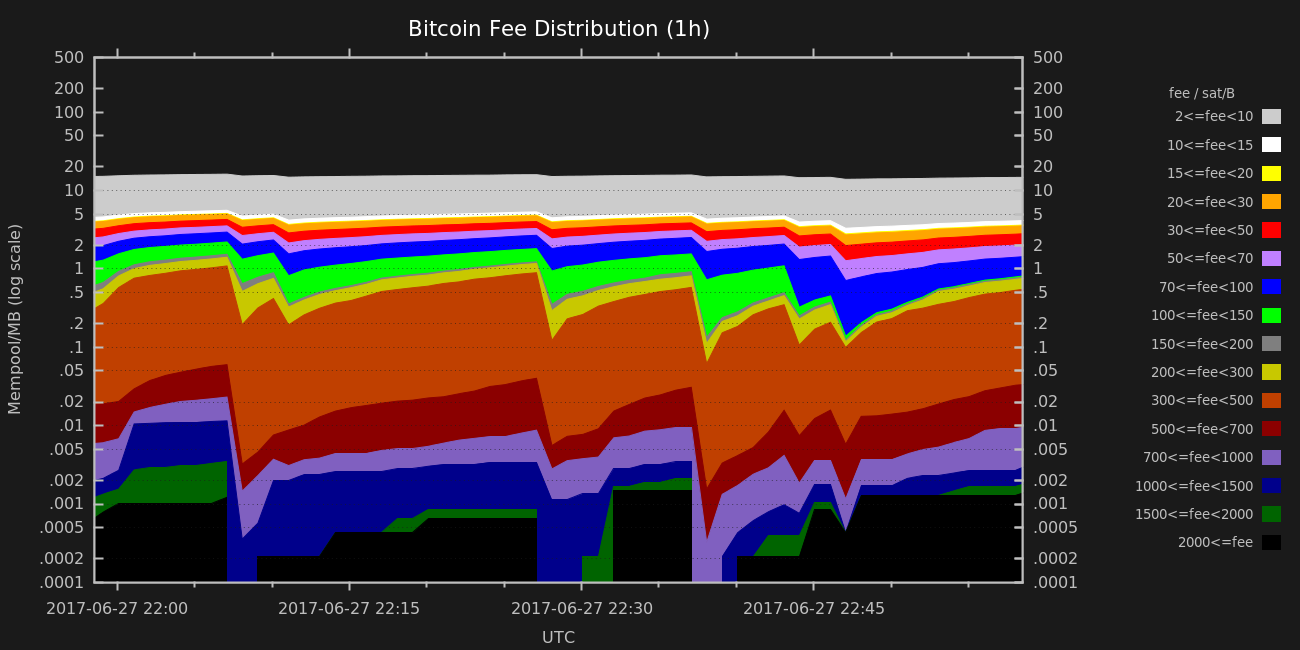 Bitcoin Fee Distribution (1h)
Mempool/MB (log scale)
500
200
100
50
20
10
5
2
1
.5
.2
.1
.05
.02
.01
.005
.002
.001
.0005
.0002
.0001
500
200
100
50
20
10
5
2
1
.5
.2
.1
.05
.02
.01
.005
.002
.001
.0005
.0002
.0001
2017-06-27 22:00
2017-06-27 22:15
2017-06-27 22:30
2017-06-27 22:45
UTC
fee / sat/B
2<=fee<10
10<=fee<15
15<=fee<20
20<=fee<30
30<=fee<50
50<=fee<70
70<=fee<100
100<=fee<150
150<=fee<200
200<=fee<300
300<=fee<500
500<=fee<700
700<=fee<1000
1000<=fee<1500
1500<=fee<2000
2000<=fee